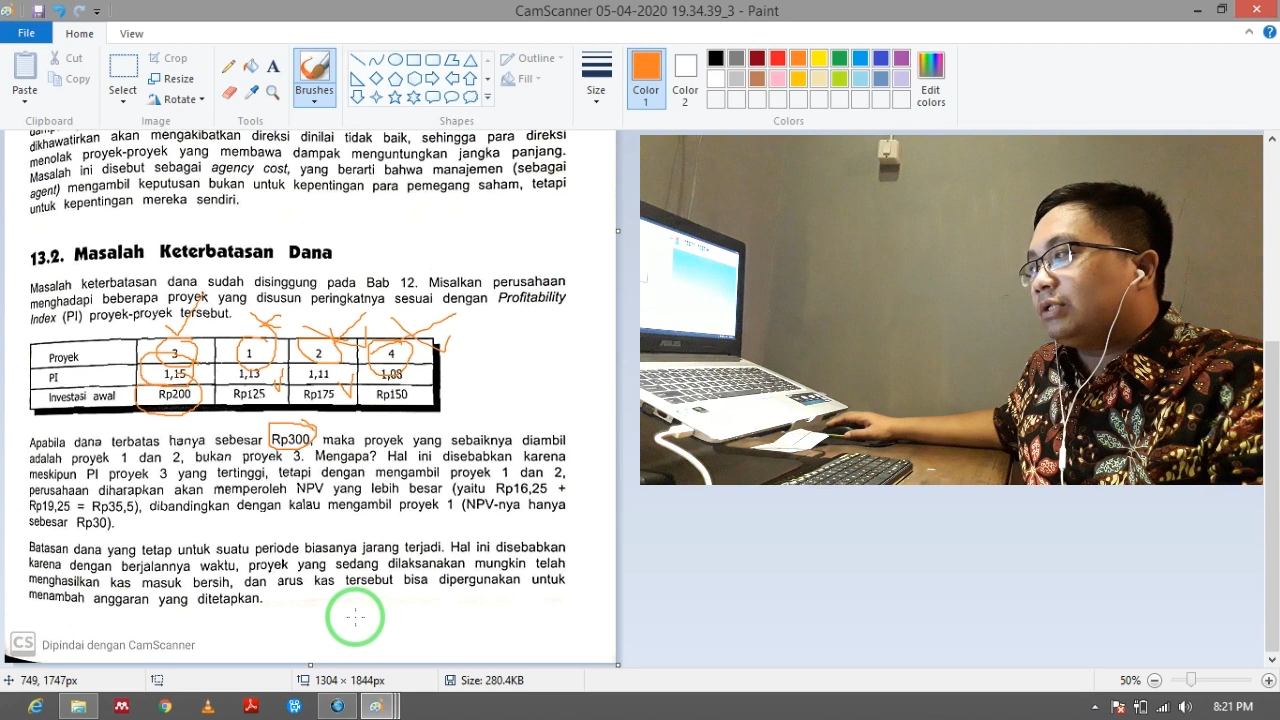 CamScanner 05-04-2020 19.34.39_3 - Paint
File Home View
Paste
Cut
Copy
Clipboard
Select
Crop
Resize
Rotate
Image
A
Tools
Brushes
Outline
Fill
Shapes
Size
Color 1
Color 2
Edit colors
Colors
dikhawatirkan akan mengakibatkan direksi dinilai tidak baik, sehingga para direksi
menolak proyek-proyek yang membawa dampak menguntungkan jangka panjang.
Masalah ini disebut sebagai agency cost, yang berarti bahwa manajemen (sebagai
agent) mengambil keputusan bukan untuk kepentingan para pemegang saham, tetapi
untuk kepentingan mereka sendiri.
13.2. Masalah Keterbatasan Dana
Masalah keterbatasan dana sudah disinggung pada Bab 12. Misalkan perusahaan
menghadapi beberapa proyek yang disusun peringkatnya sesuai dengan Profitability
Index (PI) proyek-proyek tersebut.
Proyek 3 1 2 4
PI 1,15 1,13 1,11 1,08
Investasi awal Rp200 Rp125 Rp175 Rp150
Apabila dana terbatas hanya sebesar Rp300, maka proyek yang sebaiknya diambil
adalah proyek 1 dan 2, bukan proyek 3. Mengapa? Hal ini disebabkan karena
meskipun PI proyek 3 yang tertinggi, tetapi dengan mengambil proyek 1 dan 2,
perusahaan diharapkan akan memperoleh NPV yang lebih besar (yaitu Rp16,25 +
Rp19,25 = Rp35,5), dibandingkan dengan kalau mengambil proyek 1 (NPV-nya hanya
sebesar Rp30).
Batasan dana yang tetap untuk suatu periode biasanya jarang terjadi. Hal ini disebabkan
karena dengan berjalannya waktu, proyek yang sedang dilaksanakan mungkin telah
menghasilkan kas masuk bersih, dan arus kas tersebut bisa dipergunakan untuk
menambah anggaran yang ditetapkan.
CS Dipindai dengan CamScanner
ASUS
749, 1747px
1304 × 1844px
Size: 280.4KB
50%
8:21 PM